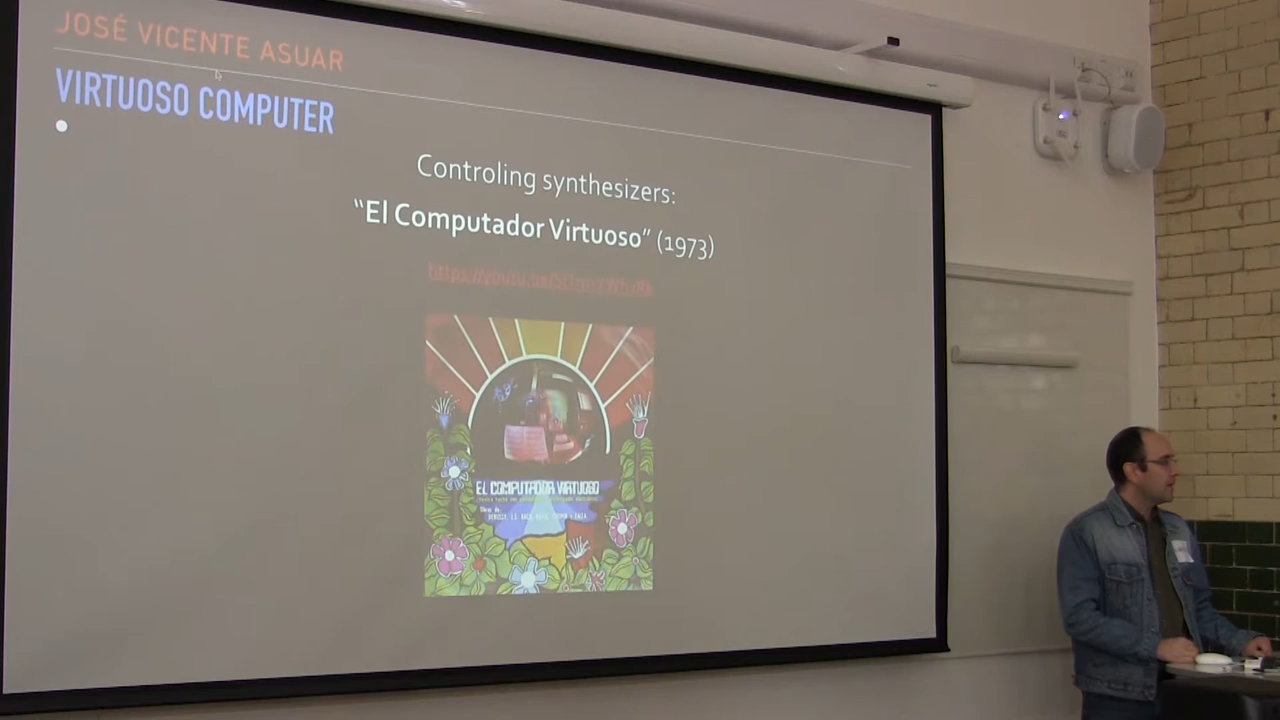 JOSÉ VICENTE ASUAR
VIRTUOSO COMPUTER
Controling synthesizers:
“El Computador Virtuoso” (1973)
EL COMPUTADOR VIRTUOSO